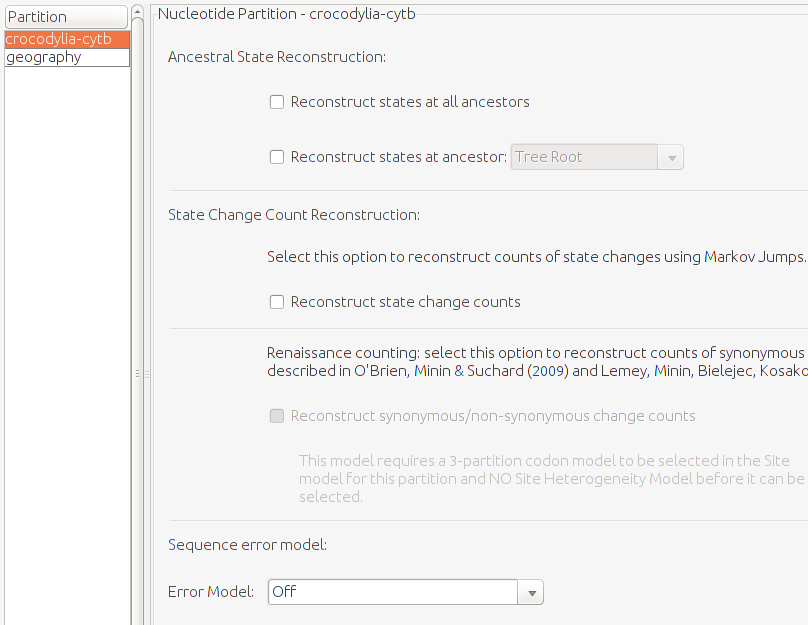 Partition
crocodylia-cytb
geography
Nucleotide Partition - crocodylia-cytb
Ancestral State Reconstruction:
Reconstruct states at all ancestors
Reconstruct states at ancestor: Tree Root
State Change Count Reconstruction:
Select this option to reconstruct counts of state changes using Markov Jumps.
Reconstruct state change counts
Renaissance counting: select this option to reconstruct counts of synonymous
described in O'Brien, Minin & Suchard (2009) and Lemey, Minin, Bielejec, Kosako
Reconstruct synonymous/non-synonymous change counts
This model requires a 3-partition codon model to be selected in the Site
model for this partition and NO Site Heterogeneity Model before it can be
selected.
Sequence error model:
Error Model: Off